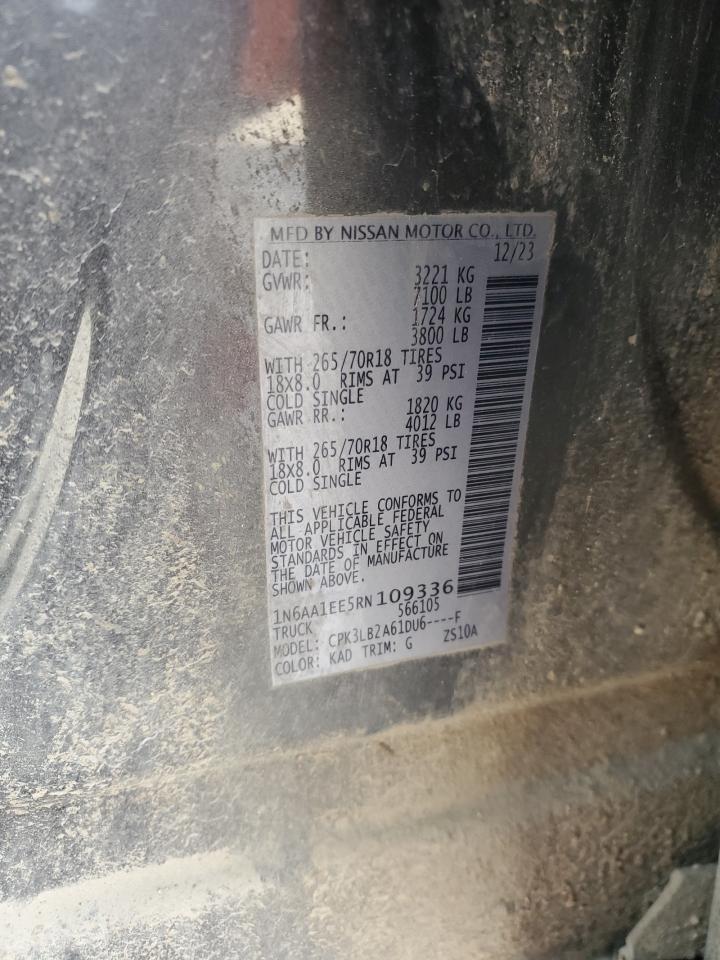 MFD BY NISSAN MOTOR CO., LTD.
DATE: 12/23
GVWR: 3221 KG
7100 LB
GAWR FR.: 1724 KG
3800 LB
WITH 265/70R18 TIRES
18X8.0 RIMS AT 39 PSI
COLD SINGLE
GAWR RR.: 1820 KG
4012 LB
WITH 265/70R18 TIRES
18X8.0 RIMS AT 39 PSI
COLD SINGLE
THIS VEHICLE CONFORMS TO
ALL APPLICABLE FEDERAL
MOTOR VEHICLE SAFETY
STANDARDS IN EFFECT ON
THE DATE OF MANUFACTURE
SHOWN ABOVE.
1N6AA1EE5RN109336
TRUCK 566105
MODEL: CPK3LB2A61DU6----F
COLOR: KAD TRIM: G ZS10A